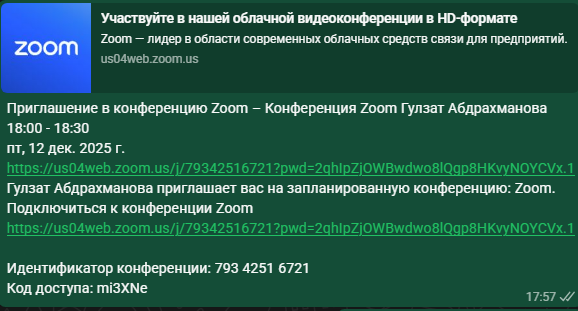 zoom
Участвуйте в нашей облачной видеоконференции в HD-формате
Zoom — лидер в области современных облачных средств связи для предприятий.
us04web.zoom.us
Приглашение в конференцию Zoom – Конференция Zoom Гулзат Абдрахманова
18:00 - 18:30
пт, 12 дек. 2025 г.
https://us04web.zoom.us/j/79342516721?pwd=2qhIpZjOWBwdwo8lQgp8HKvyNOYCVx.1
Гулзат Абдрахманова приглашает вас на запланированную конференцию: Zoom.
Подключиться к конференции Zoom
https://us04web.zoom.us/j/79342516721?pwd=2qhIpZjOWBwdwo8lQgp8HKvyNOYCVx.1
Идентификатор конференции: 793 4251 6721
Код доступа: mi3XNe
17:57